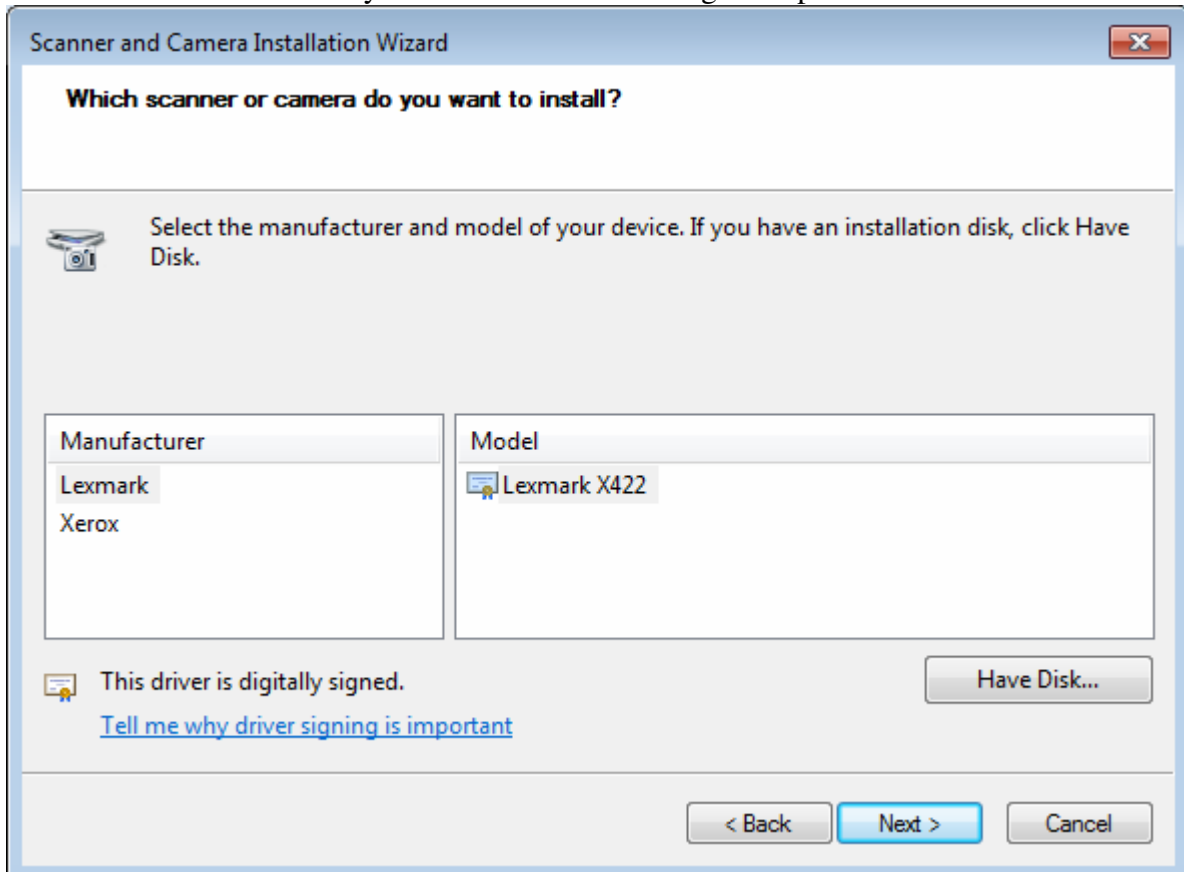 Scanner and Camera Installation Wizard
Which scanner or camera do you want to install?
Select the manufacturer and model of your device. If you have an installation disk, click Have
Disk.
Manufacturer
Model
Lexmark
Lexmark X422
Xerox
This driver is digitally signed.
Have Disk...
Tell me why driver signing is important
< Back
Next >
Cancel